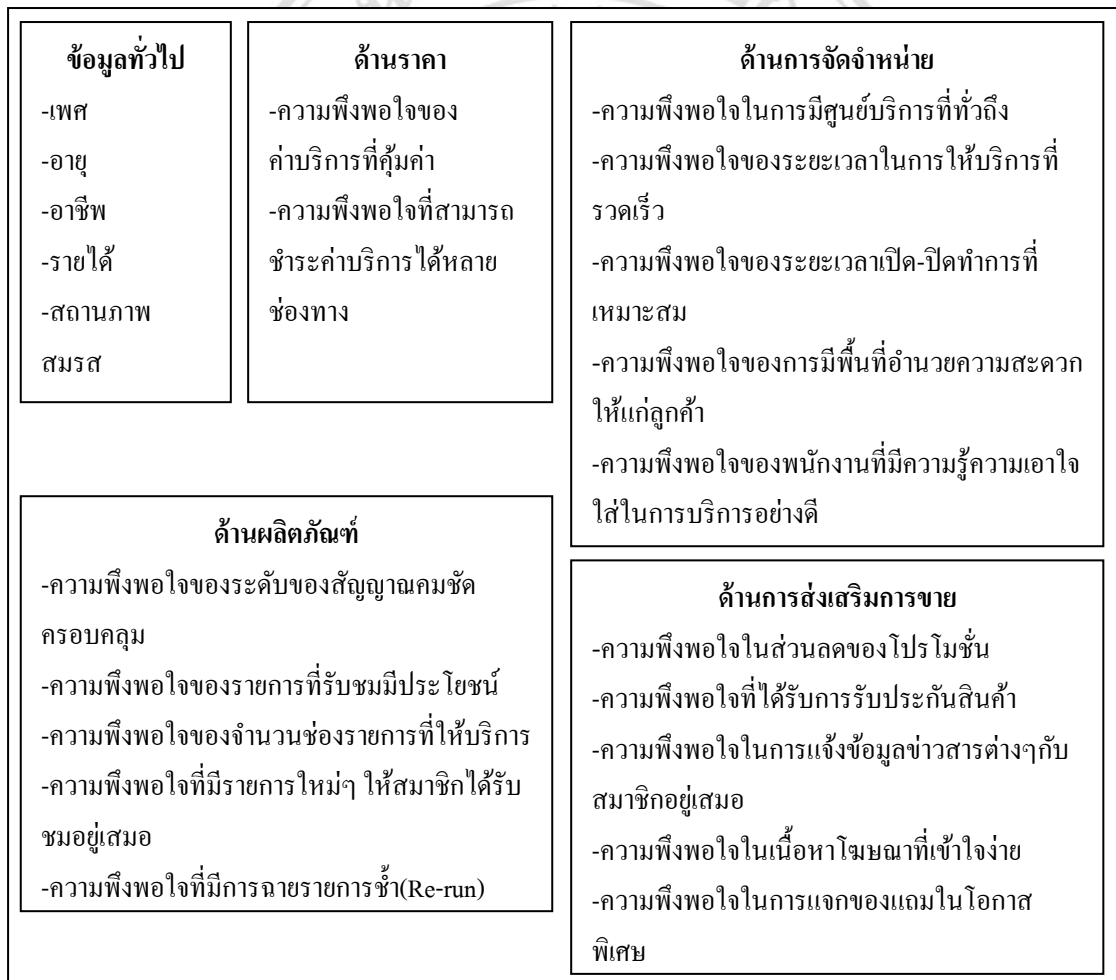 ข้อมูลทั่วไป
-เพศ
-อายุ
-อาชีพ
-รายได้
-สถานภาพ
สมรส
ด้านราคา
-ความพึงพอใจของ
ค่าบริการที่คุ้มค่า
-ความพึงพอใจที่สามารถ
ชำระค่าบริการได้หลาย
ช่องทาง
ด้านการจัดจำหน่าย
-ความพึงพอใจในการมีศูนย์บริการที่ทั่วถึง
-ความพึงพอใจของระยะเวลาในการให้บริการที่
รวดเร็ว
-ความพึงพอใจของระยะเวลาเปิด-ปิดทำการที่
เหมาะสม
-ความพึงพอใจของการมีพื้นที่อำนวยความสะดวก
ให้แก่ลูกค้า
-ความพึงพอใจของพนักงานที่มีความรู้ความเอาใจ
ใส่ในการบริการอย่างดี
ด้านผลิตภัณฑ์
-ความพึงพอใจของระดับของสัญญาณคมชัด
ครอบคลุม
-ความพึงพอใจของรายการที่รับชมมีประโยชน์
-ความพึงพอใจของจำนวนช่องรายการที่ให้บริการ
-ความพึงพอใจที่มีรายการใหม่ๆ ให้สมาชิกได้รับ
ชมอยู่เสมอ
-ความพึงพอใจที่มีการฉายรายการซ้ำ(Re-run)
ด้านการส่งเสริมการขาย
-ความพึงพอใจในส่วนลดของโปรโมชั่น
-ความพึงพอใจที่ได้รับการรับประกันสินค้า
-ความพึงพอใจในการแจ้งข้อมูลข่าวสารต่างๆกับ
สมาชิกอยู่เสมอ
-ความพึงพอใจในเนื้อหาโฆษณาที่เข้าใจง่าย
-ความพึงพอใจในการแจกของแถมในโอกาส
พิเศษ